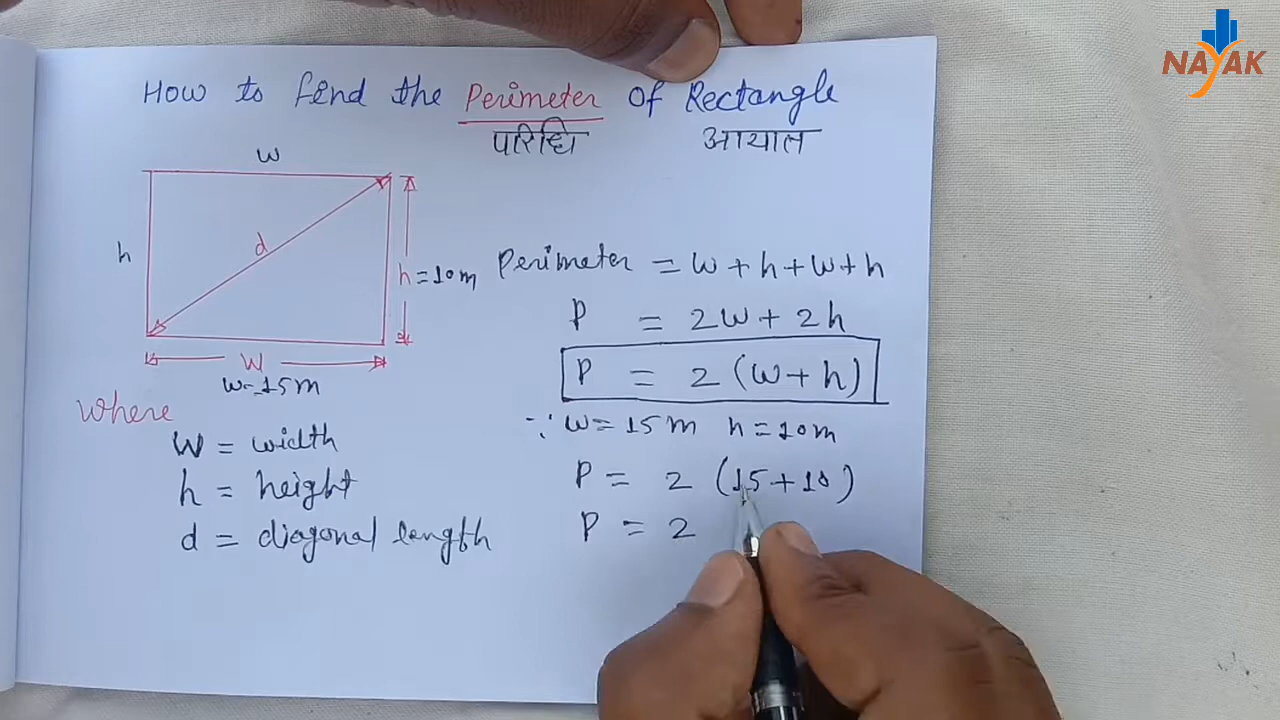 NAYAK
How to find the Perimeter of Rectangle
परिधि आयात
w
h
d
h = 10m
W
w = 15m
where
W = width
h = height
d = diagonal length
Perimeter = w + h + w + h
P = 2w + 2h
P = 2 (w + h)
∵ w = 15m h = 10m
P = 2 (15 + 10)
P = 2